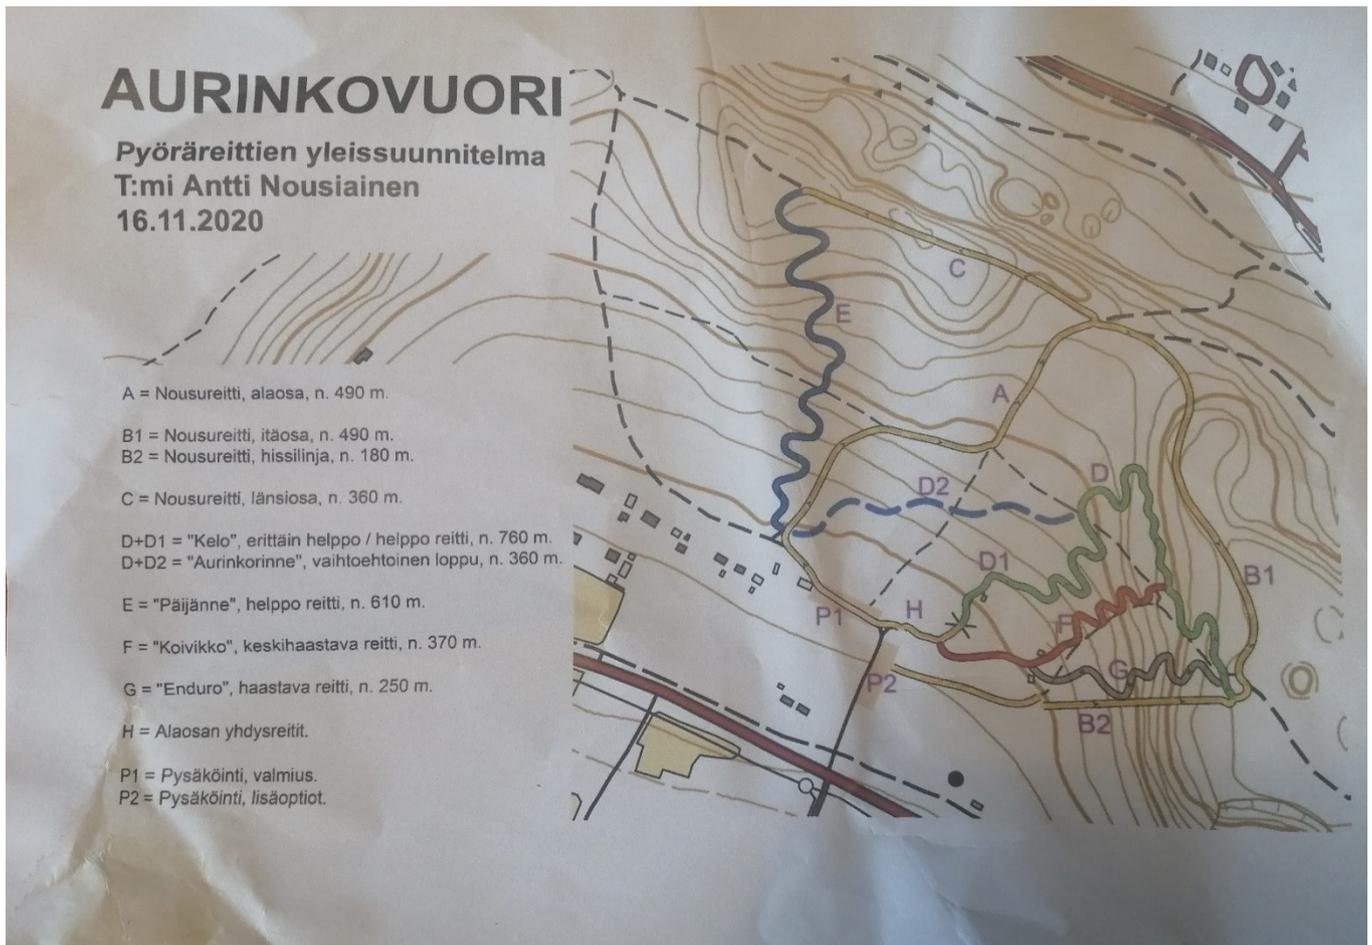 AURINKOVUORI
Pyöräreittien yleissuunnitelma
T:mi Antti Nousiainen
16.11.2020
A = Nousureitti, alaosa, n. 490 m.
B1 = Nousureitti, itäosa, n. 490 m.
B2 = Nousureitti, hissilinja, n. 180 m.
C = Nousureitti, länsiosa, n. 360 m.
D+D1 = "Kelo", erittäin helppo / helppo reitti, n. 760 m.
D+D2 = "Aurinkorinne", vaihtoehtoinen loppu, n. 360 m.
E = "Päijänne", helppo reitti, n. 610 m.
F = "Koivikko", keskihaastava reitti, n. 370 m.
G = "Enduro", haastava reitti, n. 250 m.
H = Alaosan yhdysreitit.
P1 = Pysäköinti, valmius.
P2 = Pysäköinti, lisäoptiot.
C
E
A
D
D2
D1
B1
P1
H
F
G
P2
B2